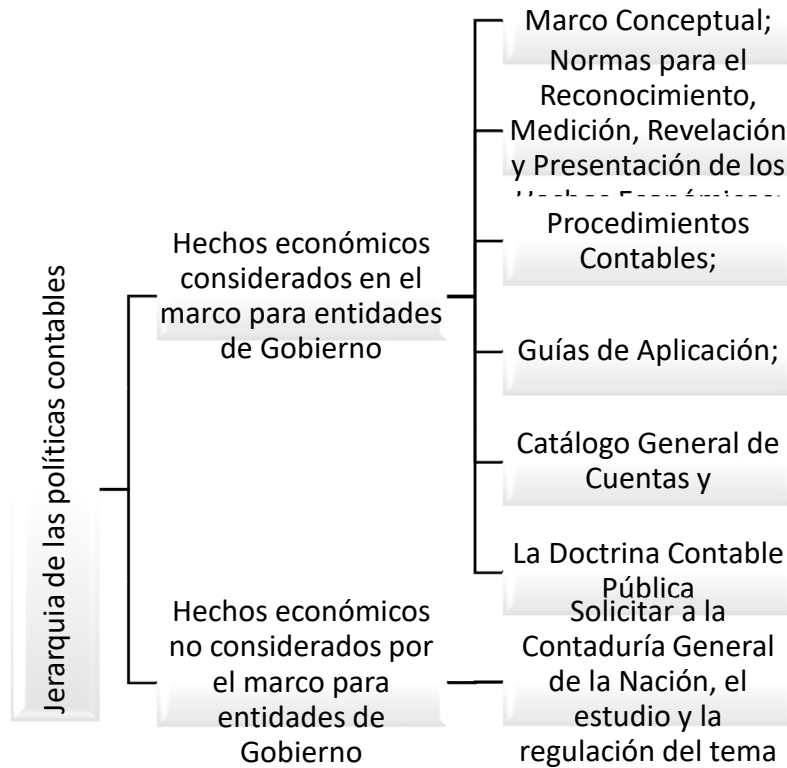 Jerarquia de las políticas contables
Hechos económicos
considerados en el
marco para entidades
de Gobierno
Marco Conceptual;
Normas para el
Reconocimiento,
Medición, Revelación
y Presentación de los
Hechos Económicos;
Procedimientos
Contables;
Guías de Aplicación;
Catálogo General de
Cuentas y
La Doctrina Contable
Pública
Hechos económicos
no considerados por
el marco para
entidades de
Gobierno
Solicitar a la
Contaduría General
de la Nación, el
estudio y la
regulación del tema